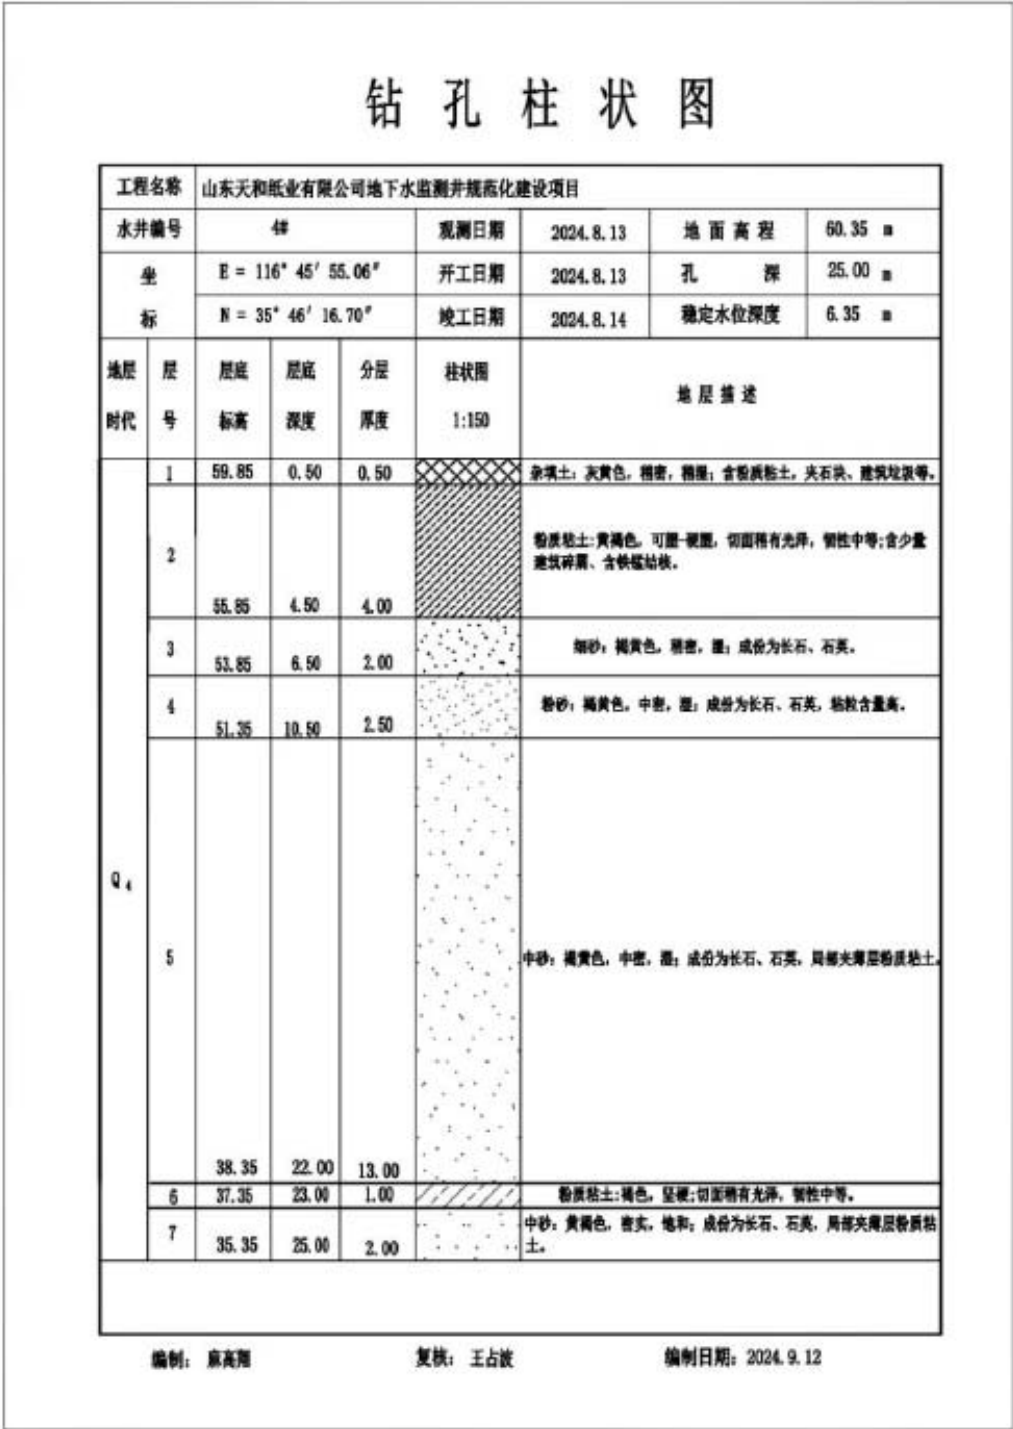 钻孔柱状图
工程名称 山东天和纸业有限公司地下水监测井规范化建设项目
水井编号 4# 观测日期 2024.8.13 地面高程 60.35 m
坐 E = 116° 45′ 55.06″ 开工日期 2024.8.13 孔深 25.00 m
标 N = 35° 46′ 16.70″ 竣工日期 2024.8.14 稳定水位深度 6.35 m
地层 层 层底 层底 分层 柱状图 地层描述
时代 号 标高 深度 厚度 1:150
1 59.85 0.50 0.50 杂填土: 灰黄色, 稍密, 稍湿; 含粉质粘土, 夹石块、建筑垃圾等。
2 粉质粘土:黄褐色, 可塑-硬塑, 切面稍有光泽, 韧性中等;含少量
建筑碎屑、含铁锰结核。
55.85 4.50 4.00
3 细砂: 褐黄色, 稍密, 湿; 成份为长石、石英。
53.85 6.50 2.00
4 粉砂: 褐黄色, 中密, 湿; 成份为长石、石英, 粘粒含量高。
51.35 10.50 2.50
Q4
5 中砂: 褐黄色, 中密, 湿; 成份为长石、石英, 局部夹薄层粉质粘土。
38.35 22.00 13.00
6 37.35 23.00 1.00 粉质粘土:褐色, 坚硬;切面稍有光泽, 韧性中等。
7 中砂: 黄褐色, 密实, 饱和; 成份为长石、石英, 局部夹薄层粉质粘
土。
35.35 25.00 2.00
编制: 麻高翔 复核: 王占波 编制日期: 2024.9.12